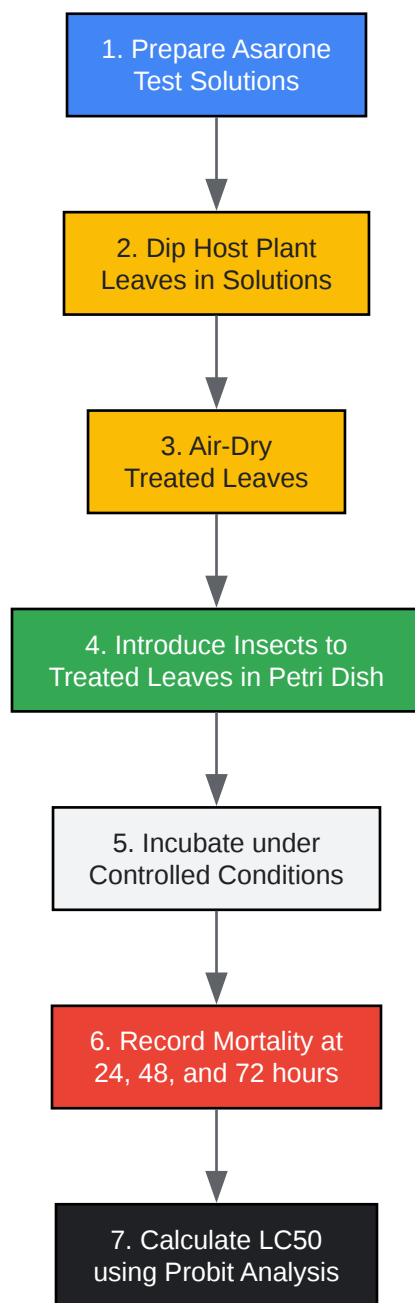 1. Prepare Asarone
Test Solutions
2. Dip Host Plant
Leaves in Solutions
3. Air-Dry
Treated Leaves
4. Introduce Insects to
Treated Leaves in Petri Dish
5. Incubate under
Controlled Conditions
6. Record Mortality at
24, 48, and 72 hours
7. Calculate LC50
using Probit Analysis